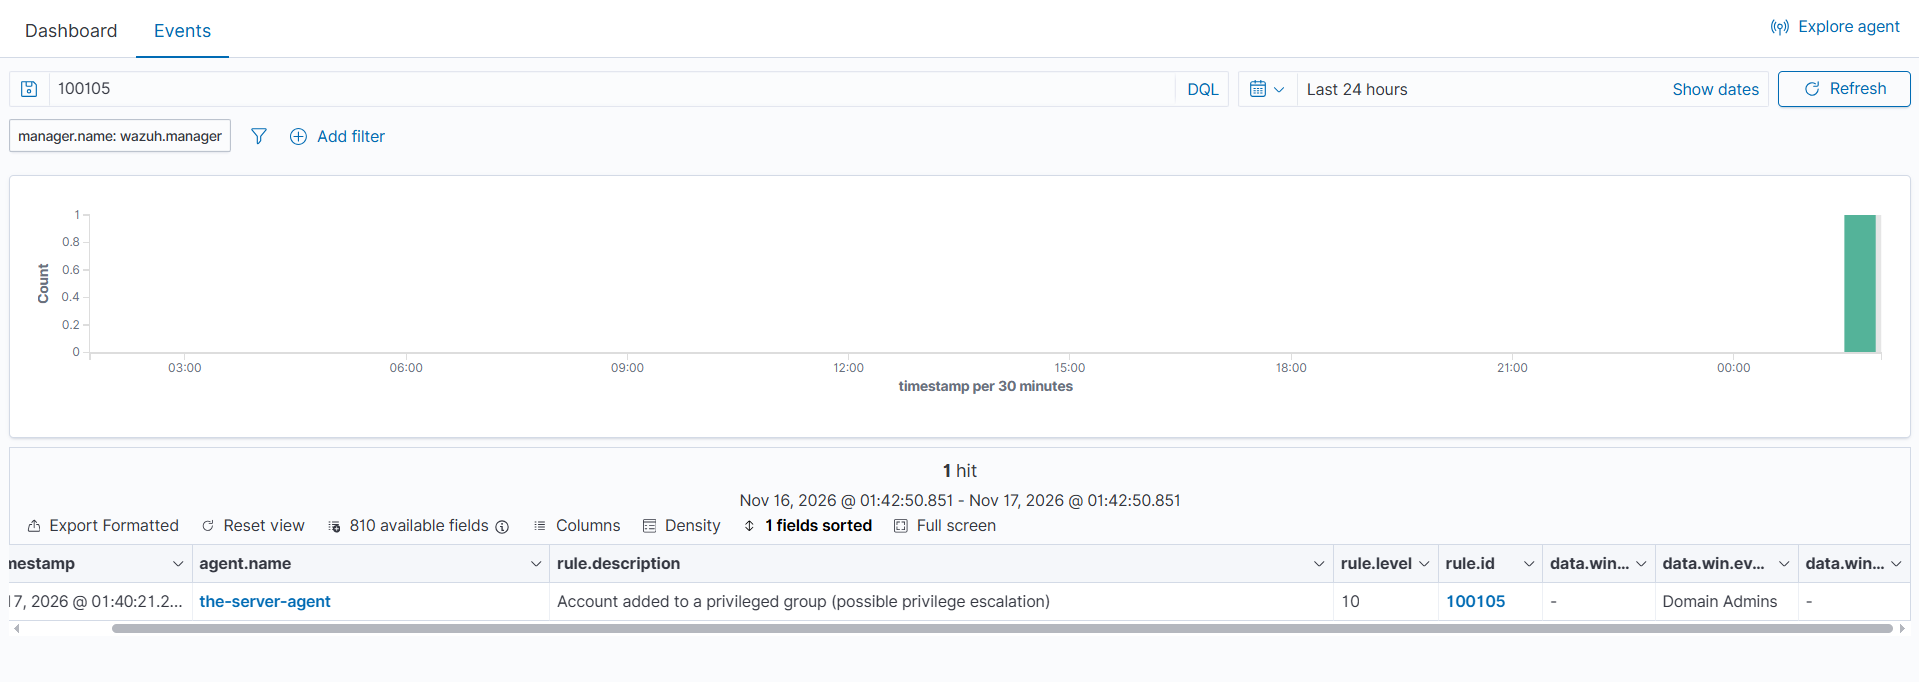 Dashboard Events Explore agent
100105 DQL Last 24 hours Show dates Refresh
manager.name: wazuh.manager Add filter
1
0.8
0.6
0.4
0.2
0
Count
03:00 06:00 09:00 12:00 15:00 18:00 21:00 00:00
timestamp per 30 minutes
1 hit
Nov 16, 2026 @ 01:42:50.851 - Nov 17, 2026 @ 01:42:50.851
Export Formatted Reset view 810 available fields Columns Density 1 fields sorted Full screen
mestamp agent.name rule.description rule.level rule.id data.win... data.win.ev... data.win...
17, 2026 @ 01:40:21.2... the-server-agent Account added to a privileged group (possible privilege escalation) 10 100105 - Domain Admins -